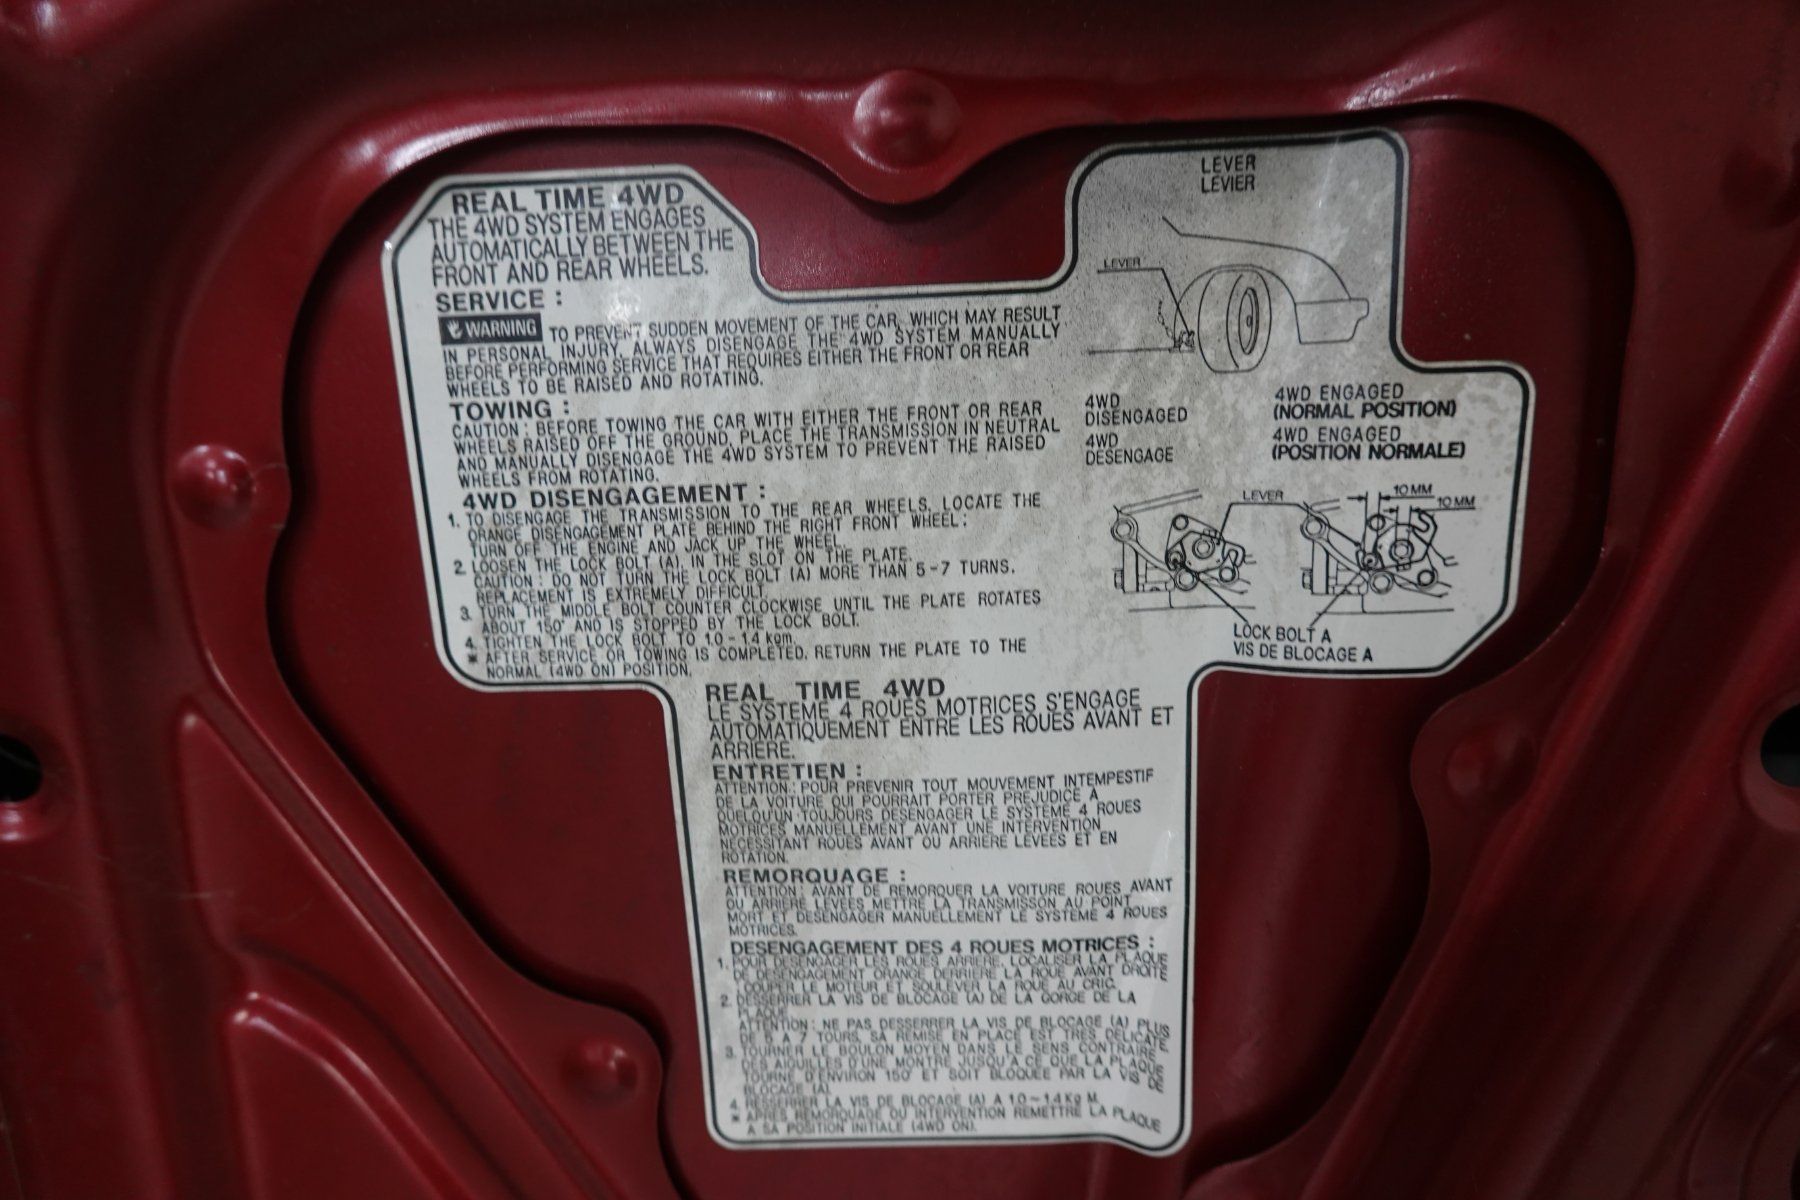 REAL TIME 4WD
THE 4WD SYSTEM ENGAGES
AUTOMATICALLY BETWEEN THE
FRONT AND REAR WHEELS.
SERVICE :
WARNING TO PREVENT SUDDEN MOVEMENT OF THE CAR, WHICH MAY RESULT
IN PERSONAL INJURY, ALWAYS DISENGAGE THE 4WD SYSTEM MANUALLY
BEFORE PERFORMING SERVICE THAT REQUIRES EITHER THE FRONT OR REAR
WHEELS TO BE RAISED AND ROTATING.
TOWING :
CAUTION : BEFORE TOWING THE CAR WITH EITHER THE FRONT OR REAR
WHEELS RAISED OFF THE GROUND, PLACE THE TRANSMISSION IN NEUTRAL
AND MANUALLY DISENGAGE THE 4WD SYSTEM TO PREVENT THE RAISED
WHEELS FROM ROTATING.
4WD DISENGAGEMENT :
1. TO DISENGAGE THE TRANSMISSION TO THE REAR WHEELS, LOCATE THE
ORANGE DISENGAGEMENT PLATE BEHIND THE RIGHT FRONT WHEEL:
TURN OFF THE ENGINE AND JACK UP THE WHEEL.
2. LOOSEN THE LOCK BOLT (A), IN THE SLOT ON THE PLATE.
CAUTION : DO NOT TURN THE LOCK BOLT (A) MORE THAN 5-7 TURNS.
REPLACEMENT IS EXTREMELY DIFFICULT.
3. TURN THE MIDDLE BOLT COUNTER CLOCKWISE UNTIL THE PLATE ROTATES
ABOUT 150° AND IS STOPPED BY THE LOCK BOLT.
4. TIGHTEN THE LOCK BOLT TO 1.0-1.4 kgm.
* AFTER SERVICE OR TOWING IS COMPLETED, RETURN THE PLATE TO THE
NORMAL (4WD ON) POSITION.
LEVER
LEVIER
LEVER
4WD
DISENGAGED
4WD
DESENGAGE
4WD ENGAGED
(NORMAL POSITION)
4WD ENGAGED
(POSITION NORMALE)
LEVER
10 MM
10 MM
LOCK BOLT A
VIS DE BLOCAGE A
REAL TIME 4WD
LE SYSTEME 4 ROUES MOTRICES S'ENGAGE
AUTOMATIQUEMENT ENTRE LES ROUES AVANT ET
ARRIERE.
ENTRETIEN :
ATTENTION : POUR PREVENIR TOUT MOUVEMENT INTEMPESTIF
DE LA VOITURE QUI POURRAIT PORTER PREJUDICE A
QUELQU'UN TOUJOURS DESENGAGER LE SYSTEME 4 ROUES
MOTRICES MANUELLEMENT AVANT UNE INTERVENTION
NECESSITANT ROUES AVANT OU ARRIERE LEVEES ET EN
ROTATION.
REMORQUAGE :
ATTENTION : AVANT DE REMORQUER LA VOITURE ROUES AVANT
OU ARRIERE LEVEES METTRE LA TRANSMISSON AU POINT
MORT ET DESENGAGER MANUELLEMENT LE SYSTEME 4 ROUES
MOTRICES.
DESENGAGEMENT DES 4 ROUES MOTRICES :
1. POUR DESENGAGER LES ROUES ARRIERE, LOCALISER LA PLAQUE
DE DESENGAGEMENT ORANGE DERRIERE LA ROUE AVANT DROITE
COUPER LE MOTEUR ET SOULEVER LA ROUE AU CRIC.
2. DESSERRER LA VIS DE BLOCAGE (A) DE LA GORGE DE LA
PLAQUE.
ATTENTION : NE PAS DESSERRER LA VIS DE BLOCAGE (A) PLUS
DE 5 A 7 TOURS, SA REMISE EN PLACE EST TRES DELICATE
3. TOURNER LE BOULON MOYEN DANS LE SENS CONTRAIRE
DES AIGUILLES D'UNE MONTRE JUSQU'A CE QUE LA PLAQUE
TOURNE D'ENVIRON 150° ET SOIT BLOQUEE PAR LA VIS DE
BLOCAGE (A).
4. RESSERRER LA VIS DE BLOCAGE (A) A 1.0~1.4 Kg M.
* APRES REMORQUAGE OU INTERVENTION REMETTRE LA PLAQUE
A SA POSITION INITIALE (4WD ON).